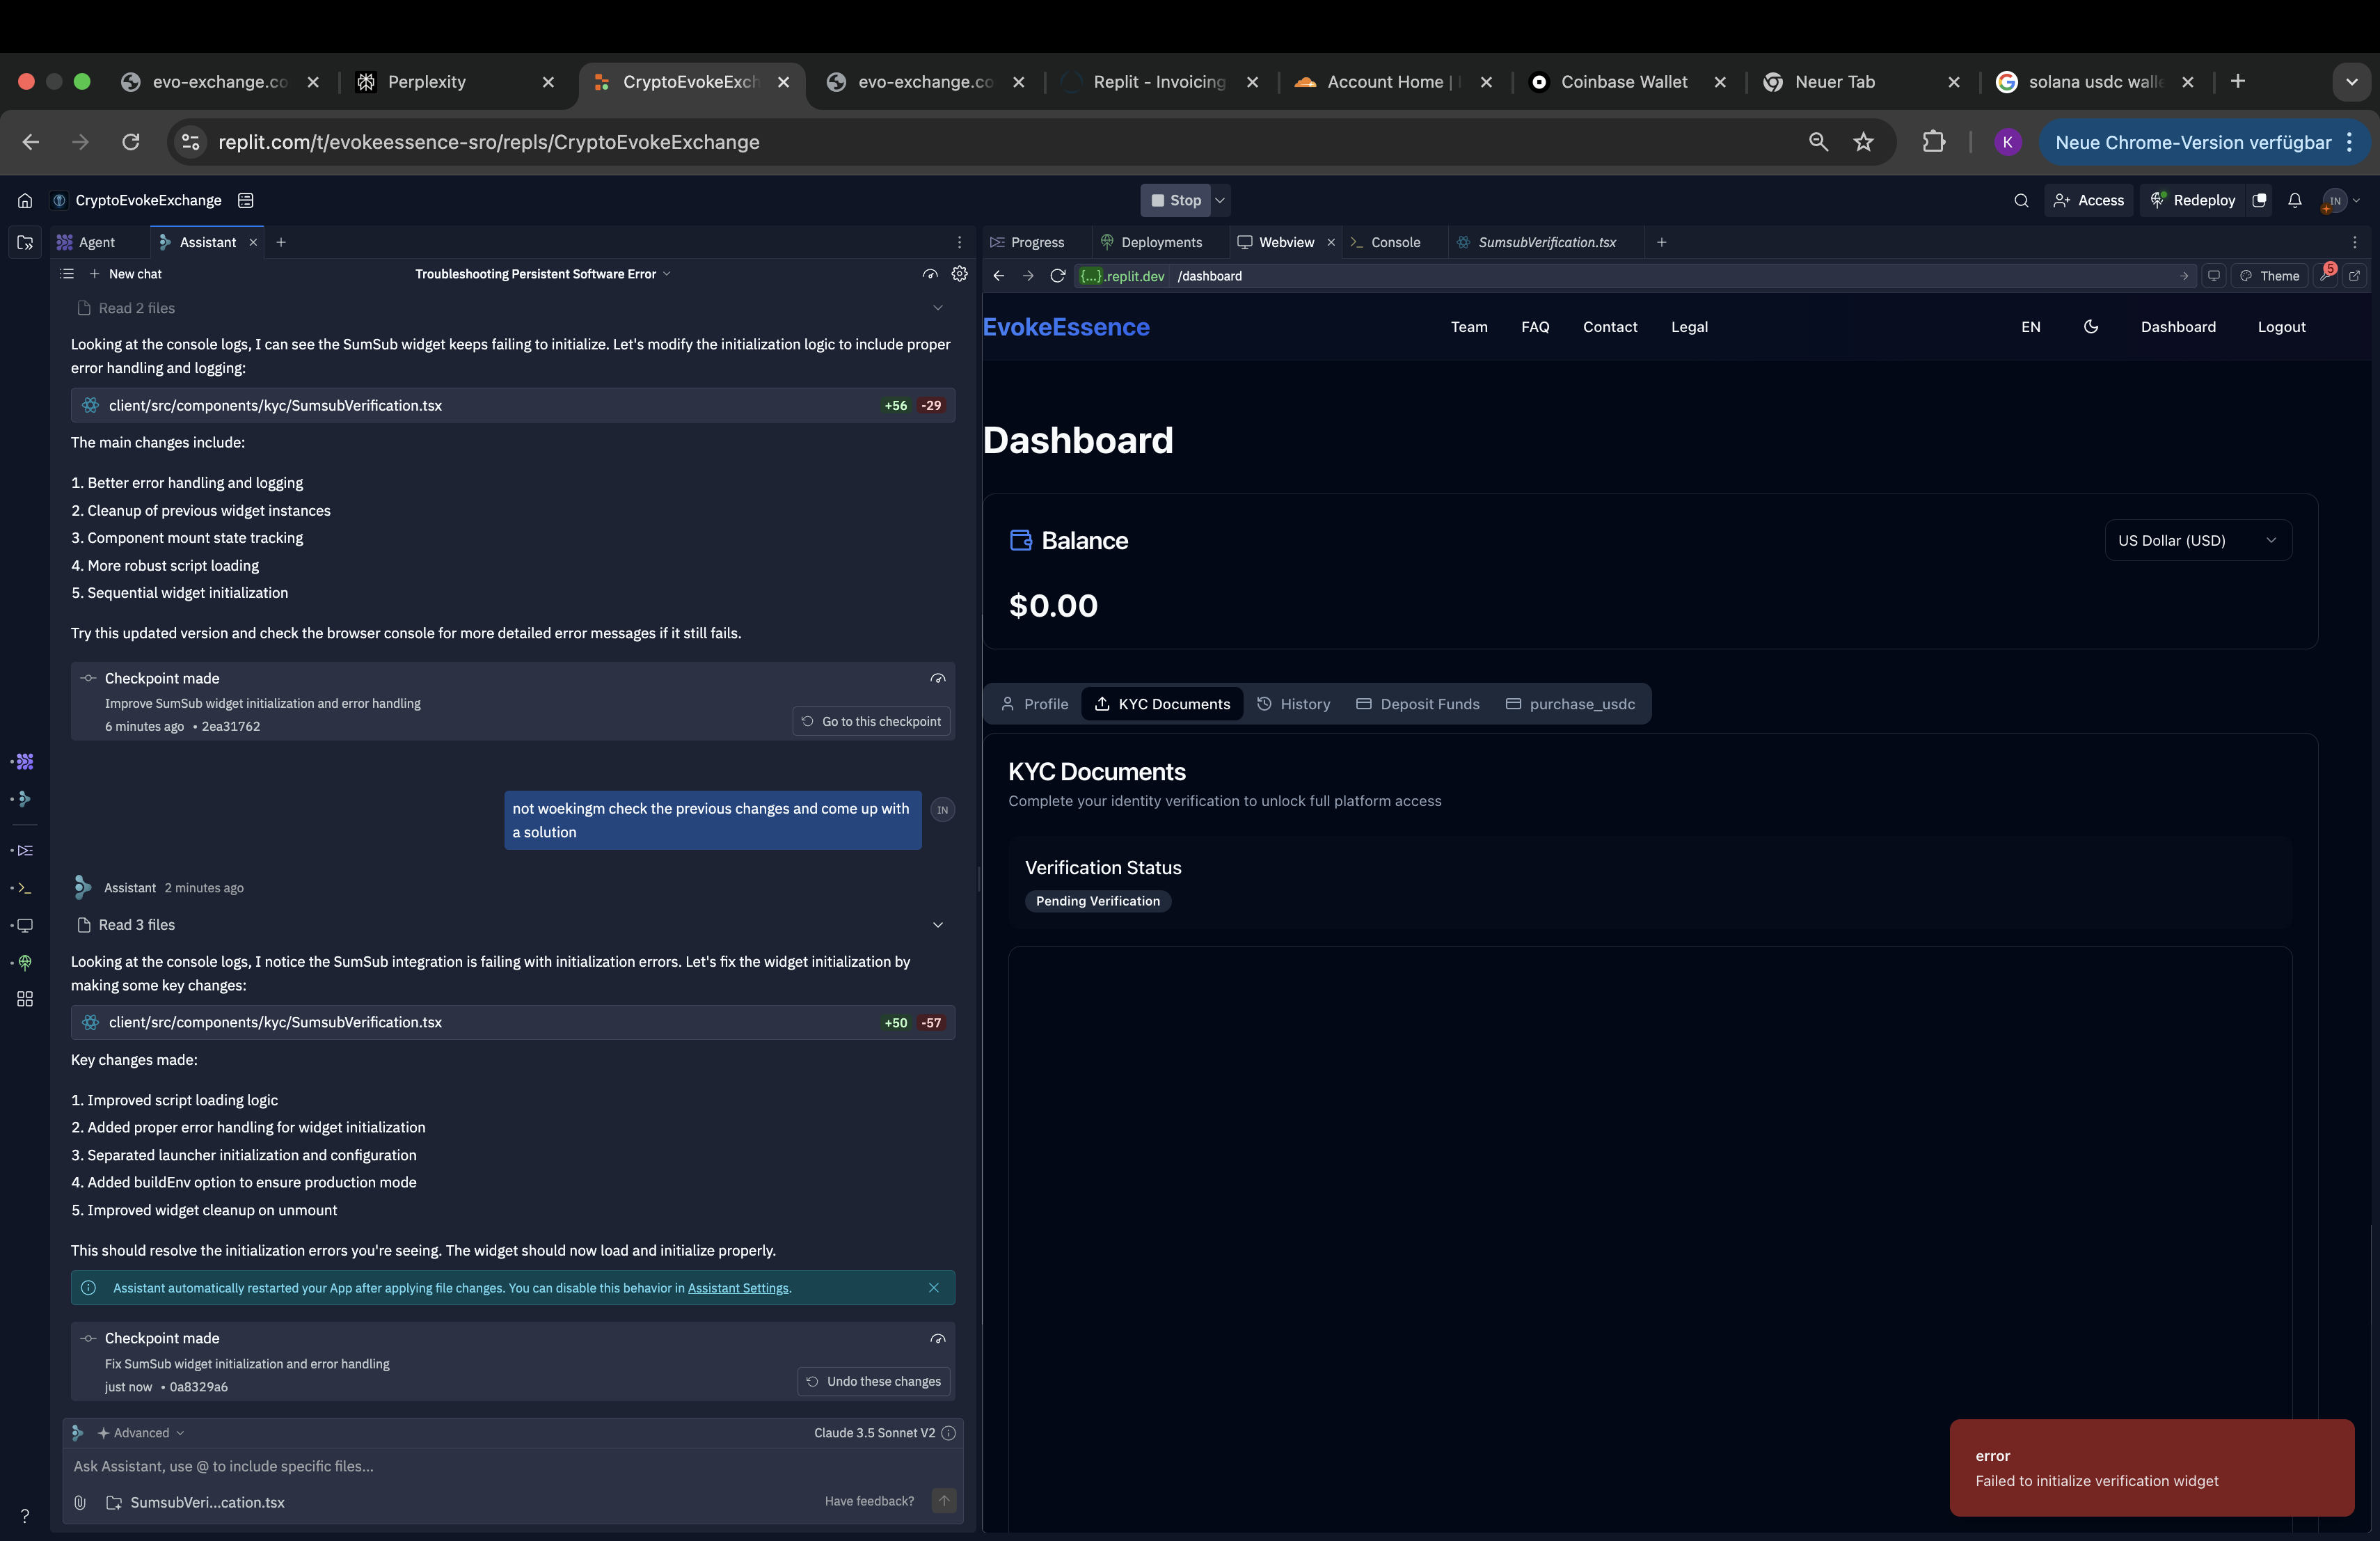 evo-exchange.co
Perplexity
CryptoEvokeExch
evo-exchange.co
Replit - Invoicing
Account Home |
Coinbase Wallet
Neuer Tab
solana usdc walle
replit.com/t/evokeessence-sro/repls/CryptoEvokeExchange
K
Neue Chrome-Version verfügbar
CryptoEvokeExchange
Stop
Access
Redeploy
IN
Agent
Assistant
New chat
Troubleshooting Persistent Software Error
Read 2 files
Looking at the console logs, I can see the SumSub widget keeps failing to initialize. Let's modify the initialization logic to include proper
error handling and logging:
client/src/components/kyc/SumsubVerification.tsx
+56 -29
The main changes include:
1. Better error handling and logging
2. Cleanup of previous widget instances
3. Component mount state tracking
4. More robust script loading
5. Sequential widget initialization
Try this updated version and check the browser console for more detailed error messages if it still fails.
Checkpoint made
Improve SumSub widget initialization and error handling
6 minutes ago • 2ea31762
Go to this checkpoint
not woekingm check the previous changes and come up with
a solution
IN
Assistant 2 minutes ago
Read 3 files
Looking at the console logs, I notice the SumSub integration is failing with initialization errors. Let's fix the widget initialization by
making some key changes:
client/src/components/kyc/SumsubVerification.tsx
+50 -57
Key changes made:
1. Improved script loading logic
2. Added proper error handling for widget initialization
3. Separated launcher initialization and configuration
4. Added buildEnv option to ensure production mode
5. Improved widget cleanup on unmount
This should resolve the initialization errors you're seeing. The widget should now load and initialize properly.
Assistant automatically restarted your App after applying file changes. You can disable this behavior in Assistant Settings.
Checkpoint made
Fix SumSub widget initialization and error handling
just now • 0a8329a6
Undo these changes
Advanced
Claude 3.5 Sonnet V2
Ask Assistant, use @ to include specific files...
SumsubVeri...cation.tsx
Have feedback?
?
Progress
Deployments
Webview
Console
SumsubVerification.tsx
{...}.replit.dev /dashboard
Theme
5
EvokeEssence
Team
FAQ
Contact
Legal
EN
Dashboard
Logout
Dashboard
Balance
US Dollar (USD)
$0.00
Profile
KYC Documents
History
Deposit Funds
purchase_usdc
KYC Documents
Complete your identity verification to unlock full platform access
Verification Status
Pending Verification
error
Failed to initialize verification widget